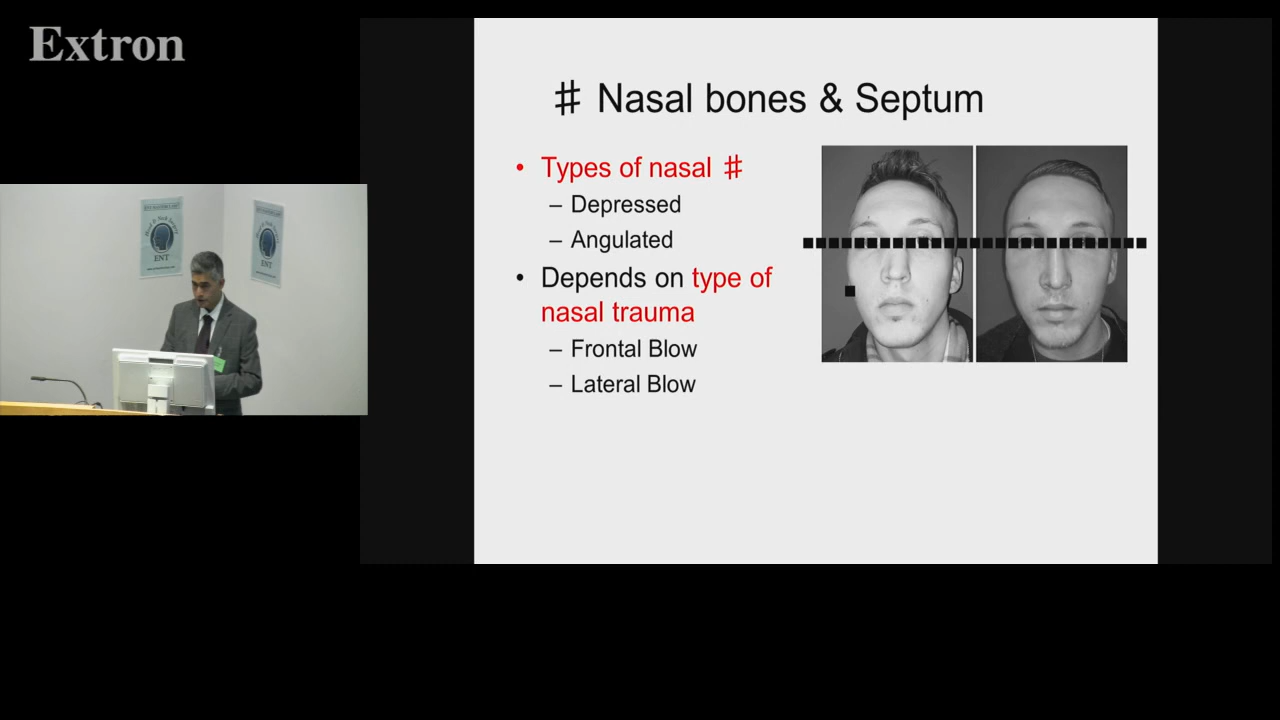 Extron
♯ Nasal bones & Septum
• Types of nasal ♯
– Depressed
– Angulated
• Depends on type of
nasal trauma
– Frontal Blow
– Lateral Blow
ENT
ENT